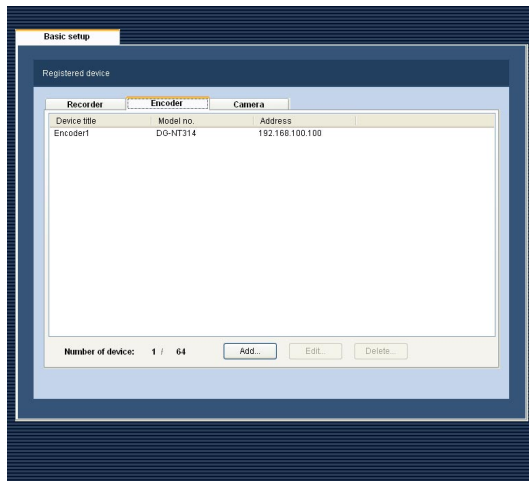 Basic setup
Registered device
Recorder Encoder Camera
Device title Model no. Address
Encoder1 DG-NT314 192.168.100.100
Number of device: 1 / 64 Add... Edit... Delete...